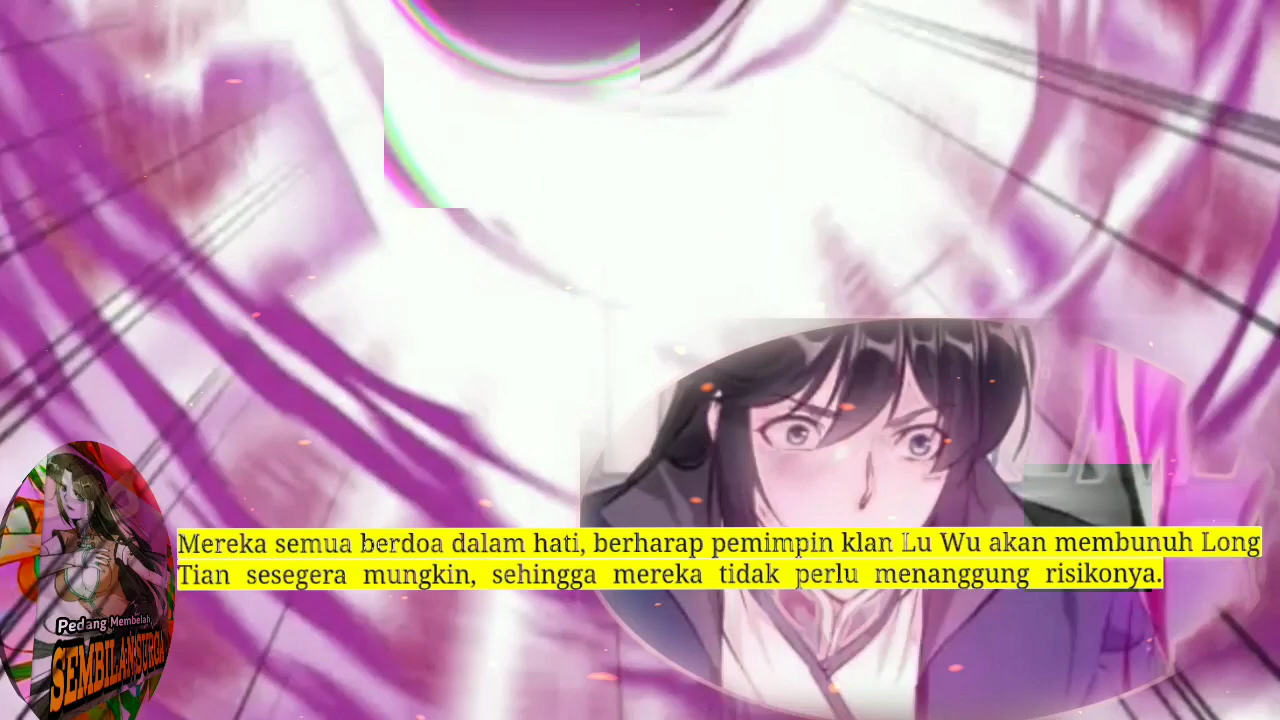 Mereka semua berdoa dalam hati, berharap pemimpin klan Lu Wu akan membunuh Long
Tian sesegera mungkin, sehingga mereka tidak perlu menanggung risikonya.
Pedang Membelah
SEMBILAN SURGA